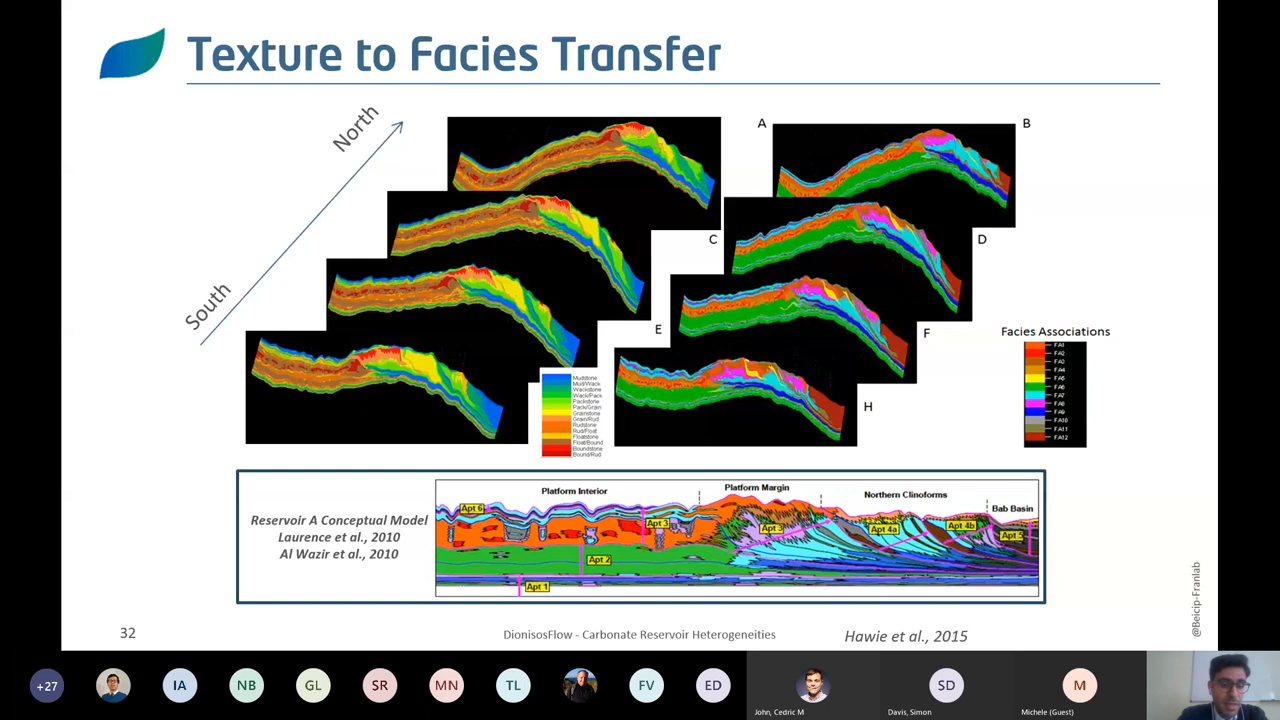 Texture to Facies Transfer
North
South
A
B
C
D
E
F
H
Facies Associations
FA1
FA2
FA3
FA4
FA5
FA6
FA7
FA8
FA9
FA10
FA11
FA12
Mudstone
Mud/Wack
Wackstone
Wack/Pack
Packstone
Pack/Grain
Grainstone
Grain/Rud
Rudstone
Rud/Float
Floatstone
Float/Bound
Boundstone
Bound/Rud
Reservoir A Conceptual Model
Laurence et al., 2010
Al Wazir et al., 2010
Platform Interior
Platform Margin
Northern Clinoforms
Bab Basin
Apt 6
Apt 3
Apt 3
Apt 4a
Apt 4b
Apt 5
Apt 2
Apt 1
@Beicip-Franlab
32
DionisosFlow - Carbonate Reservoir Heterogeneities
Hawie et al., 2015
+27
IA
NB
GL
SR
MN
TL
FV
ED
SD
M
John, Cedric M
Davis, Simon
Michele (Guest)